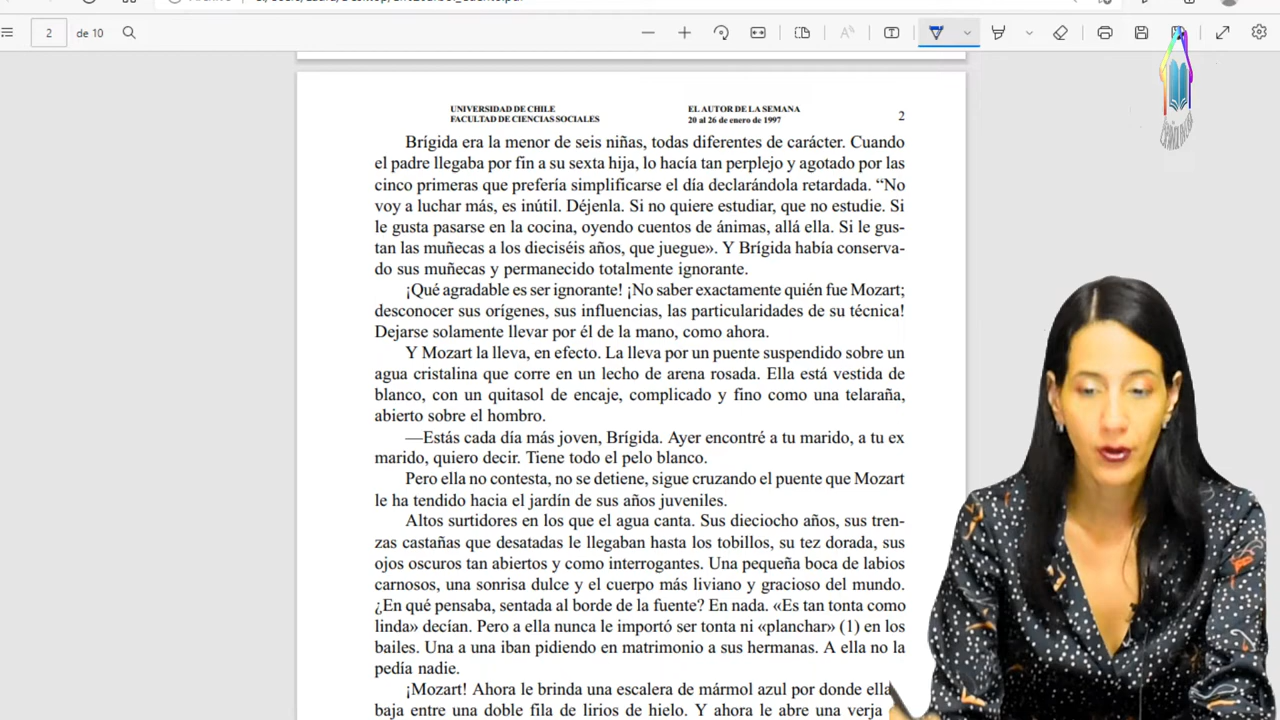 2
de 10
UNIVERSIDAD DE CHILE
FACULTAD DE CIENCIAS SOCIALES
EL AUTOR DE LA SEMANA
20 al 26 de enero de 1997
2
Brígida era la menor de seis niñas, todas diferentes de carácter. Cuando
el padre llegaba por fin a su sexta hija, lo hacía tan perplejo y agotado por las
cinco primeras que prefería simplificarse el día declarándola retardada. “No
voy a luchar más, es inútil. Déjenla. Si no quiere estudiar, que no estudie. Si
le gusta pasarse en la cocina, oyendo cuentos de ánimas, allá ella. Si le gus-
tan las muñecas a los dieciséis años, que juegue». Y Brígida había conserva-
do sus muñecas y permanecido totalmente ignorante.
¡Qué agradable es ser ignorante! ¡No saber exactamente quién fue Mozart;
desconocer sus orígenes, sus influencias, las particularidades de su técnica!
Dejarse solamente llevar por él de la mano, como ahora.
Y Mozart la lleva, en efecto. La lleva por un puente suspendido sobre un
agua cristalina que corre en un lecho de arena rosada. Ella está vestida de
blanco, con un quitasol de encaje, complicado y fino como una telaraña,
abierto sobre el hombro.
—Estás cada día más joven, Brígida. Ayer encontré a tu marido, a tu ex
marido, quiero decir. Tiene todo el pelo blanco.
Pero ella no contesta, no se detiene, sigue cruzando el puente que Mozart
le ha tendido hacia el jardín de sus años juveniles.
Altos surtidores en los que el agua canta. Sus dieciocho años, sus tren-
zas castañas que desatadas le llegaban hasta los tobillos, su tez dorada, sus
ojos oscuros tan abiertos y como interrogantes. Una pequeña boca de labios
carnosos, una sonrisa dulce y el cuerpo más liviano y gracioso del mundo.
¿En qué pensaba, sentada al borde de la fuente? En nada. «Es tan tonta como
linda» decían. Pero a ella nunca le importó ser tonta ni «planchar» (1) en los
bailes. Una a una iban pidiendo en matrimonio a sus hermanas. A ella no la
pedía nadie.
¡Mozart! Ahora le brinda una escalera de mármol azul por donde ella
baja entre una doble fila de lirios de hielo. Y ahora le abre una verja